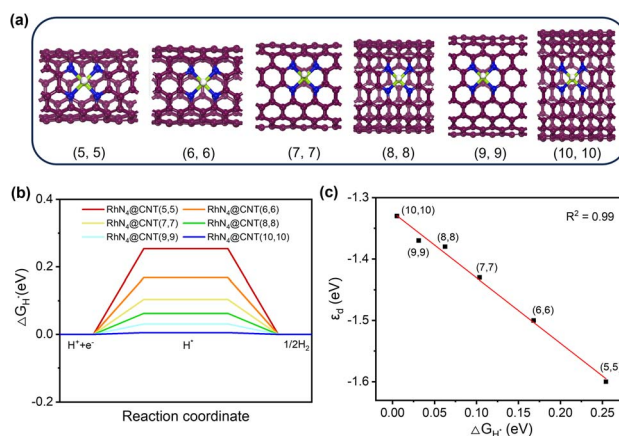 (a)
(5, 5) (6, 6) (7, 7) (8, 8) (9, 9) (10, 10)
(b)
RhN₄@CNT(5,5) RhN₄@CNT(6,6)
RhN₄@CNT(7,7) RhN₄@CNT(8,8)
RhN₄@CNT(9,9) RhN₄@CNT(10,10)
0.4
0.2
0.0
-0.2
ΔG_H* (eV)
H⁺+e⁻ H* 1/2H₂
Reaction coordinate
(c)
-1.3
-1.4
-1.5
-1.6
ε_d (eV)
R² = 0.99
(10,10)
(9,9)
(8,8)
(7,7)
(6,6)
(5,5)
0.00 0.05 0.10 0.15 0.20 0.25
ΔG_H* (eV)